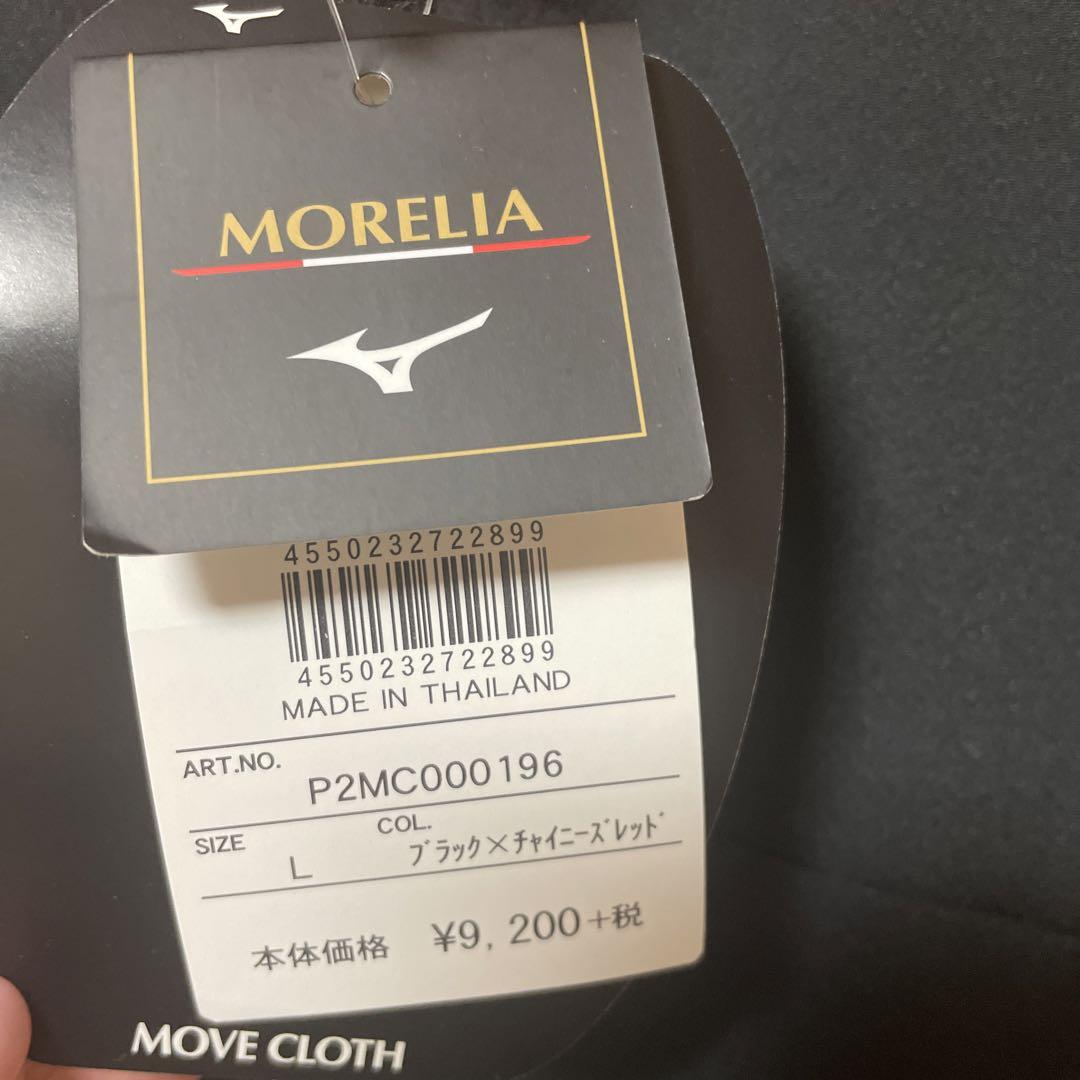 MORELIA
4550232722899
4550232722899
MADE IN THAILAND
ART.NO.
P2MC000196
SIZE
L
COL.
ブラック×チャイニーズレッド
本体価格 ¥9,200+税
MOVE CLOTH